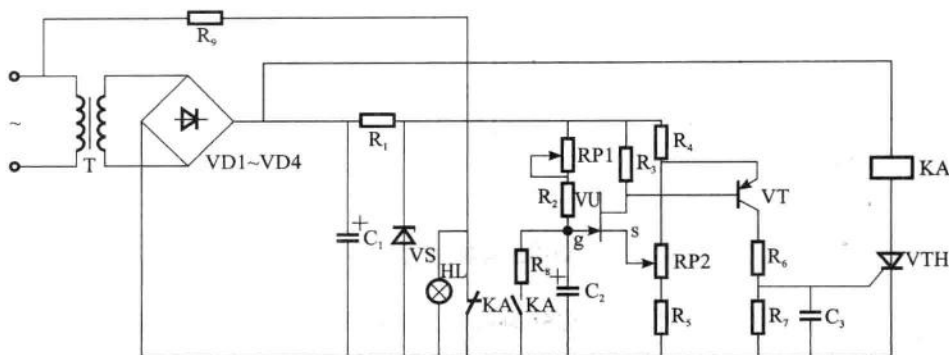 R₉
~
T
VD1~VD4
R₁
+
C₁
VS
HL
KA
R₈
KA
RP1
R₂
VU
g
s
+
C₂
R₃
R₄
RP2
R₅
VT
R₆
R₇
C₃
KA
VTH